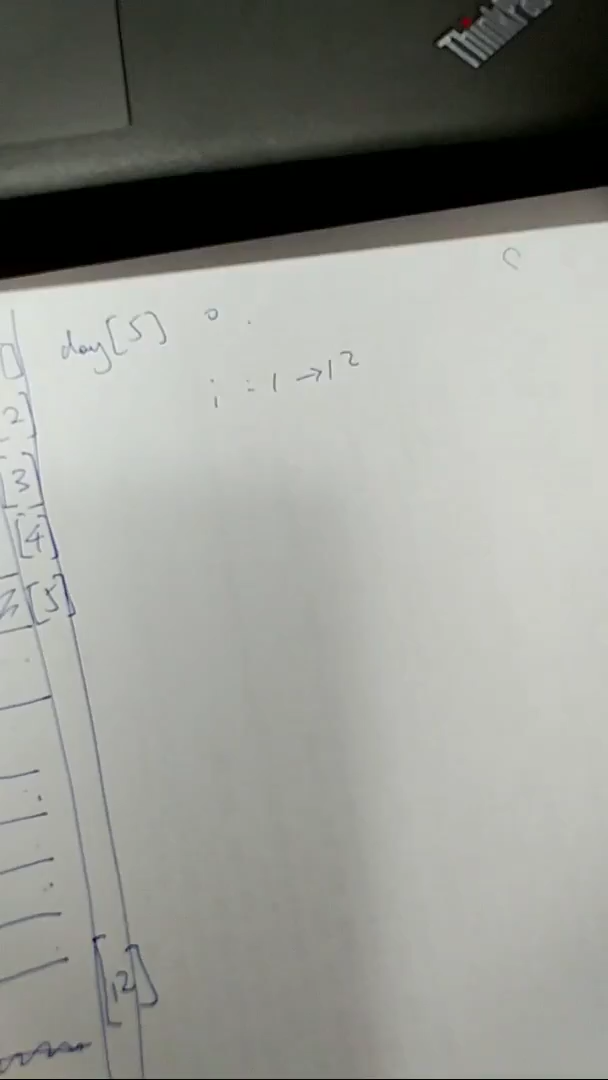 ThinkPad
day[5]
i = 1 → 12
2]
[3]
[4]
[5]
[12]